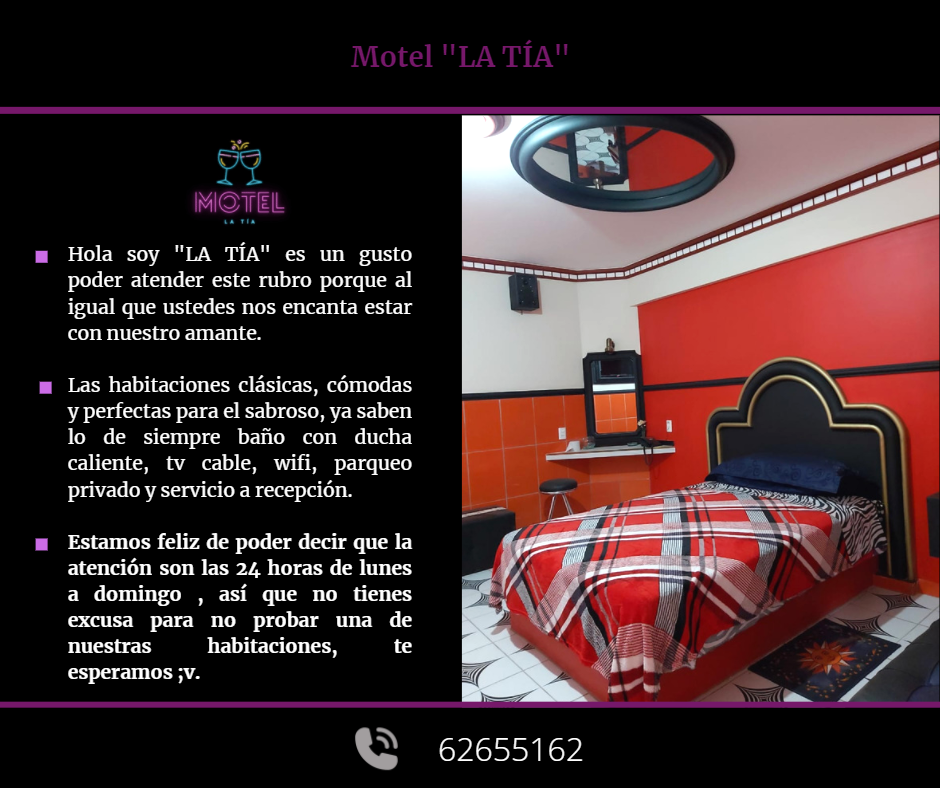 Motel "LA TÍA"
MOTEL
LA TÍA
Hola soy "LA TÍA" es un gusto
poder atender este rubro porque al
igual que ustedes nos encanta estar
con nuestro amante.
Las habitaciones clásicas, cómodas
y perfectas para el sabroso, ya saben
lo de siempre baño con ducha
caliente, tv cable, wifi, parqueo
privado y servicio a recepción.
Estamos feliz de poder decir que la
atención son las 24 horas de lunes
a domingo , así que no tienes
excusa para no probar una de
nuestras habitaciones, te
esperamos ;v.
62655162